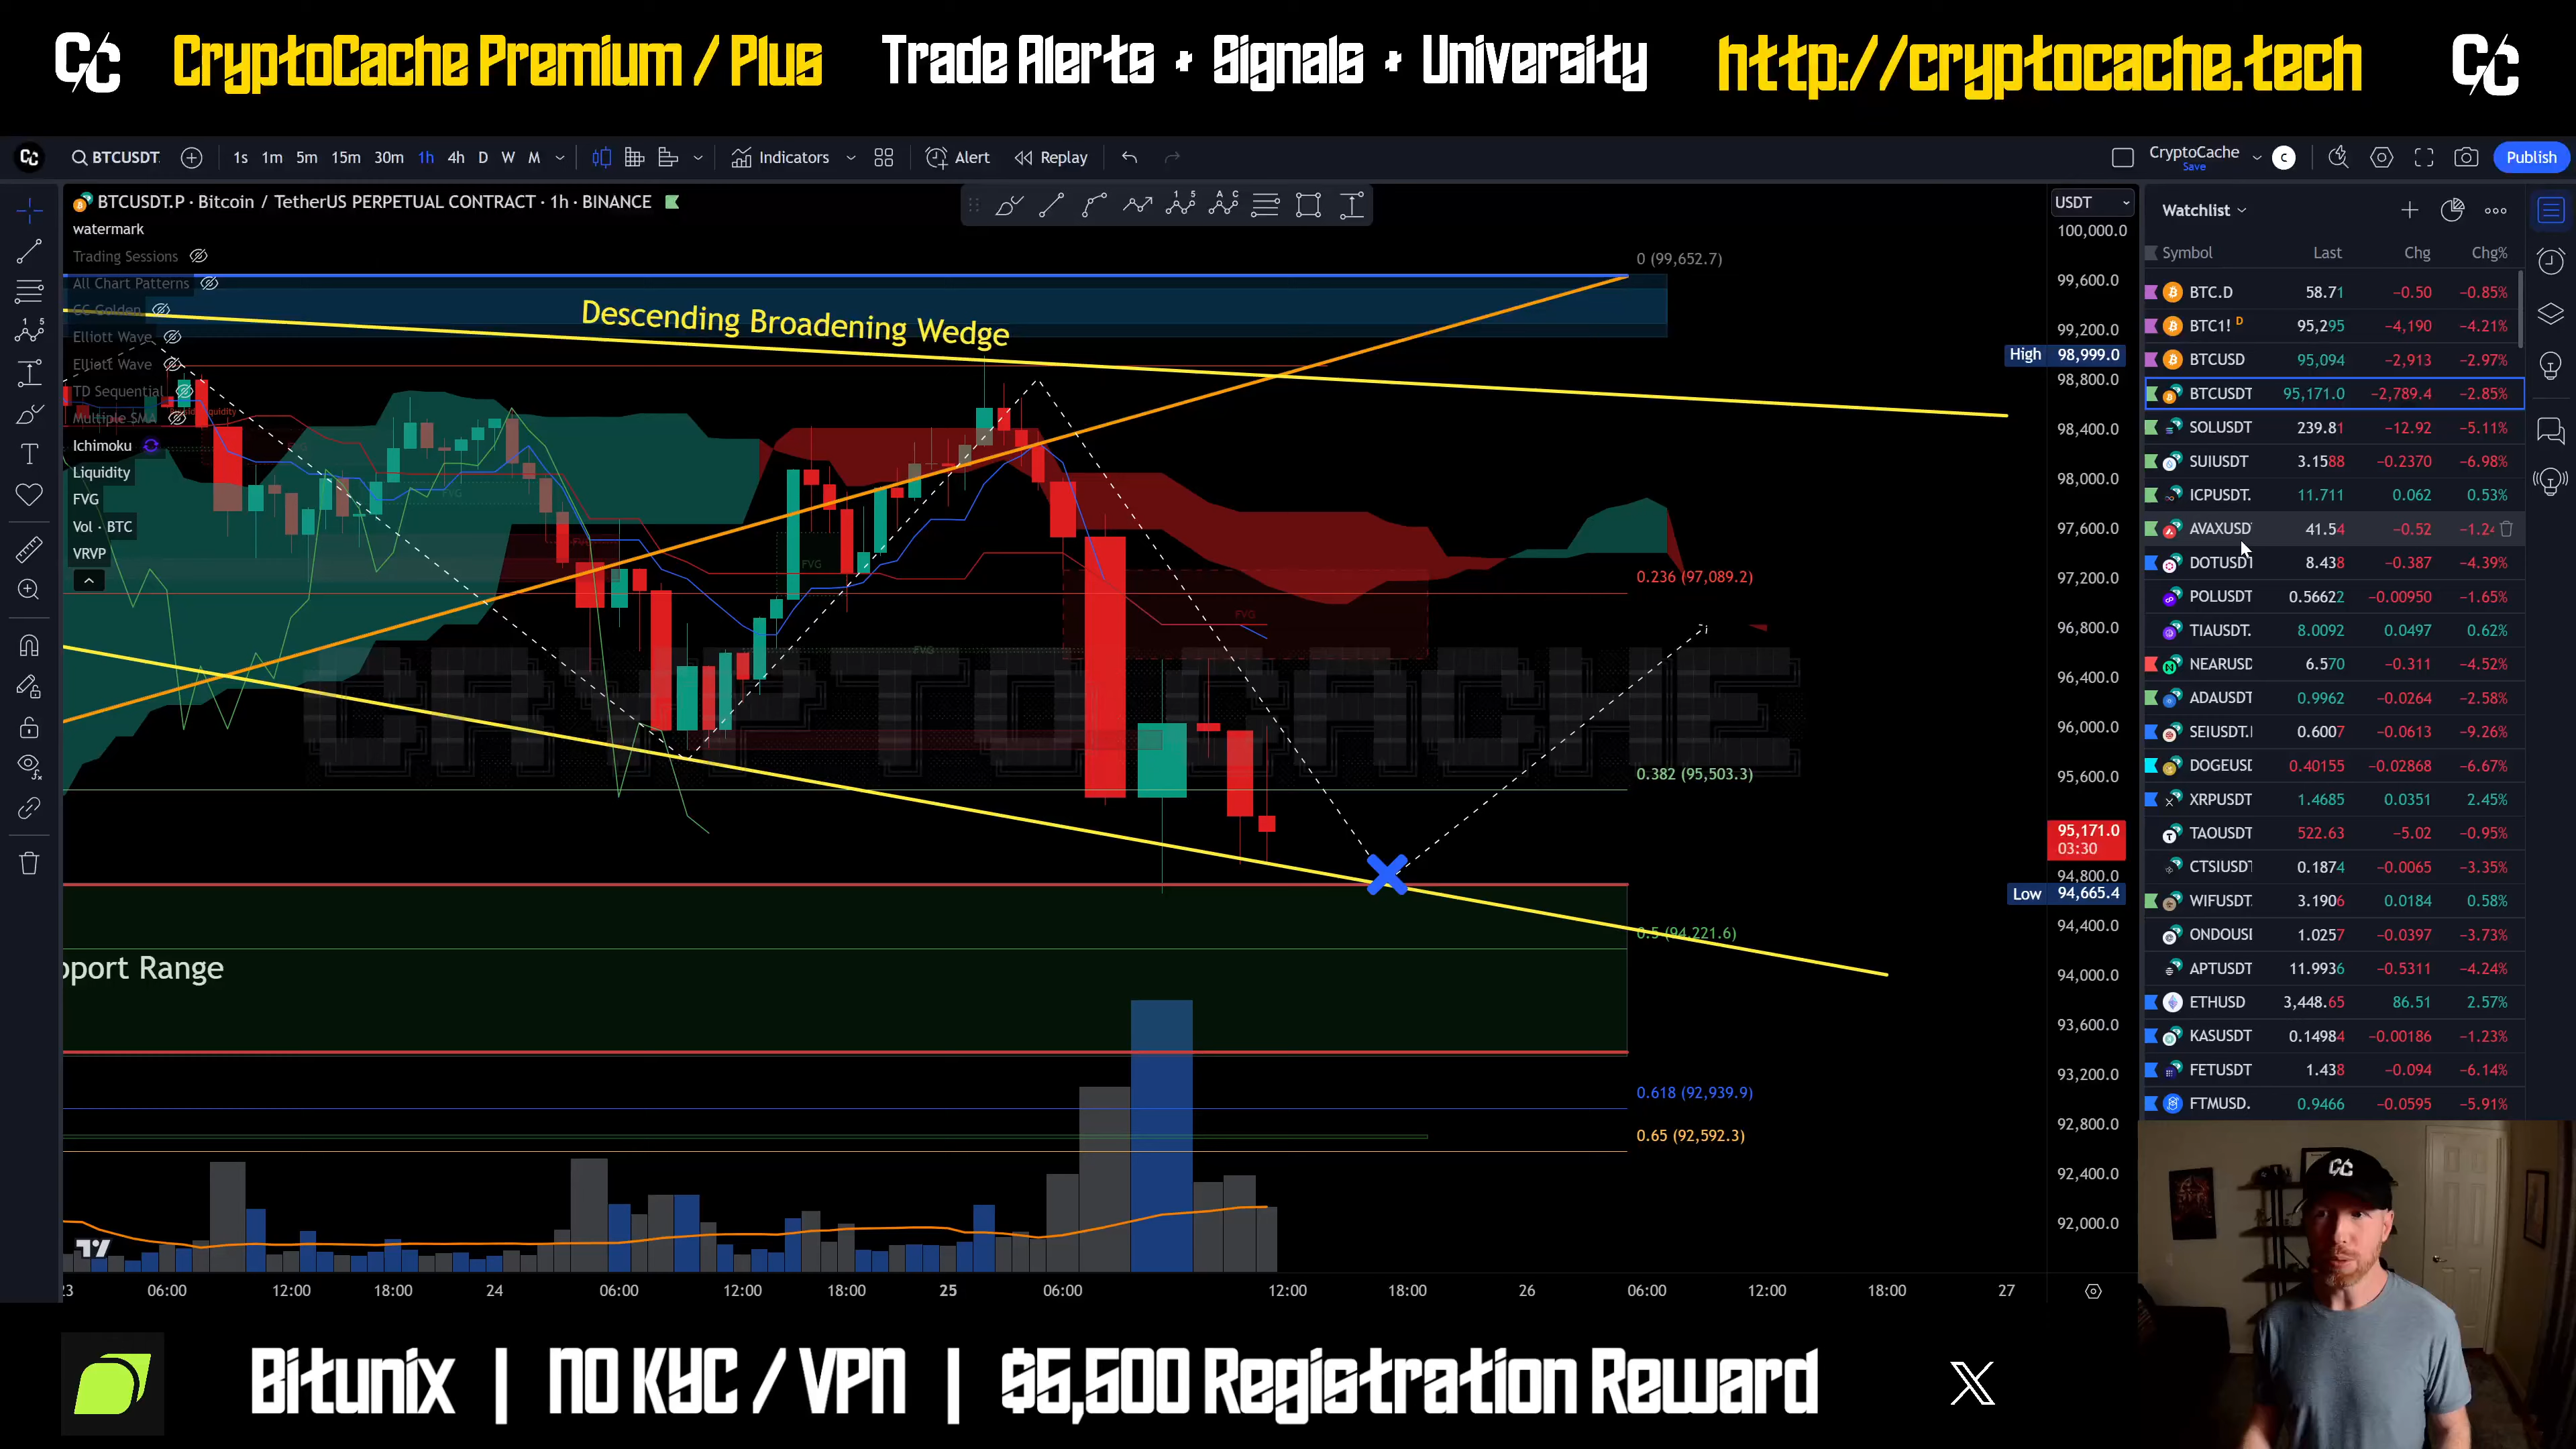 CC CryptoCache Premium / Plus Trade Alerts + Signals + University http://cryptocache.tech CC
CC BTCUSDT. 1s 1m 5m 15m 30m 1h 4h D W M Indicators Alert Replay CryptoCache Save C Publish
BTCUSDT.P · Bitcoin / TetherUS PERPETUAL CONTRACT · 1h · BINANCE
watermark
Trading Sessions
All Chart Patterns
CC Golden
Elliott Wave
Elliott Wave
TD Sequential
Multiple SMA
Ichimoku
Liquidity
FVG
Vol · BTC
VRVP
Descending Broadening Wedge
CRYPTO CACHE
FVG
FVG
FVG
FVG
pport Range
0 (99,652.7)
0.236 (97,089.2)
0.382 (95,503.3)
0.5 (94,221.6)
0.618 (92,939.9)
0.65 (92,592.3)
USDT
100,000.0
99,600.0
99,200.0
High 98,999.0
98,800.0
98,400.0
98,000.0
97,600.0
97,200.0
96,800.0
96,400.0
96,000.0
95,600.0
95,171.0
03:30
94,800.0
Low 94,665.4
94,400.0
94,000.0
93,600.0
93,200.0
92,800.0
92,400.0
92,000.0
23 06:00 12:00 18:00 24 06:00 12:00 18:00 25 06:00 12:00 18:00 26 06:00 12:00 18:00 27
Watchlist
Symbol Last Chg Chg%
BTC.D 58.71 −0.50 −0.85%
BTC1! D 95,295 −4,190 −4.21%
BTCUSD 95,094 −2,913 −2.97%
BTCUSDT 95,171.0 −2,789.4 −2.85%
SOLUSDT 239.81 −12.92 −5.11%
SUIUSDT 3.1588 −0.2370 −6.98%
ICPUSDT. 11.711 0.062 0.53%
AVAXUSDT 41.54 −0.52 −1.24
DOTUSDT 8.438 −0.387 −4.39%
POLUSDT 0.56622 −0.00950 −1.65%
TIAUSDT. 8.0092 0.0497 0.62%
NEARUSD 6.570 −0.311 −4.52%
ADAUSDT 0.9962 −0.0264 −2.58%
SEIUSDT.I 0.6007 −0.0613 −9.26%
DOGEUSD 0.40155 −0.02868 −6.67%
XRPUSDT 1.4685 0.0351 2.45%
TAOUSDT 522.63 −5.02 −0.95%
CTSIUSDT 0.1874 −0.0065 −3.35%
WIFUSDT. 3.1906 0.0184 0.58%
ONDOUSI 1.0257 −0.0397 −3.73%
APTUSDT 11.9936 −0.5311 −4.24%
ETHUSD 3,448.65 86.51 2.57%
KASUSDT 0.14984 −0.00186 −1.23%
FETUSDT 1.438 −0.094 −6.14%
FTMUSD. 0.9466 −0.0595 −5.91%
CC
Bitunix | NO KYC / VPN | $5,500 Registration Reward X